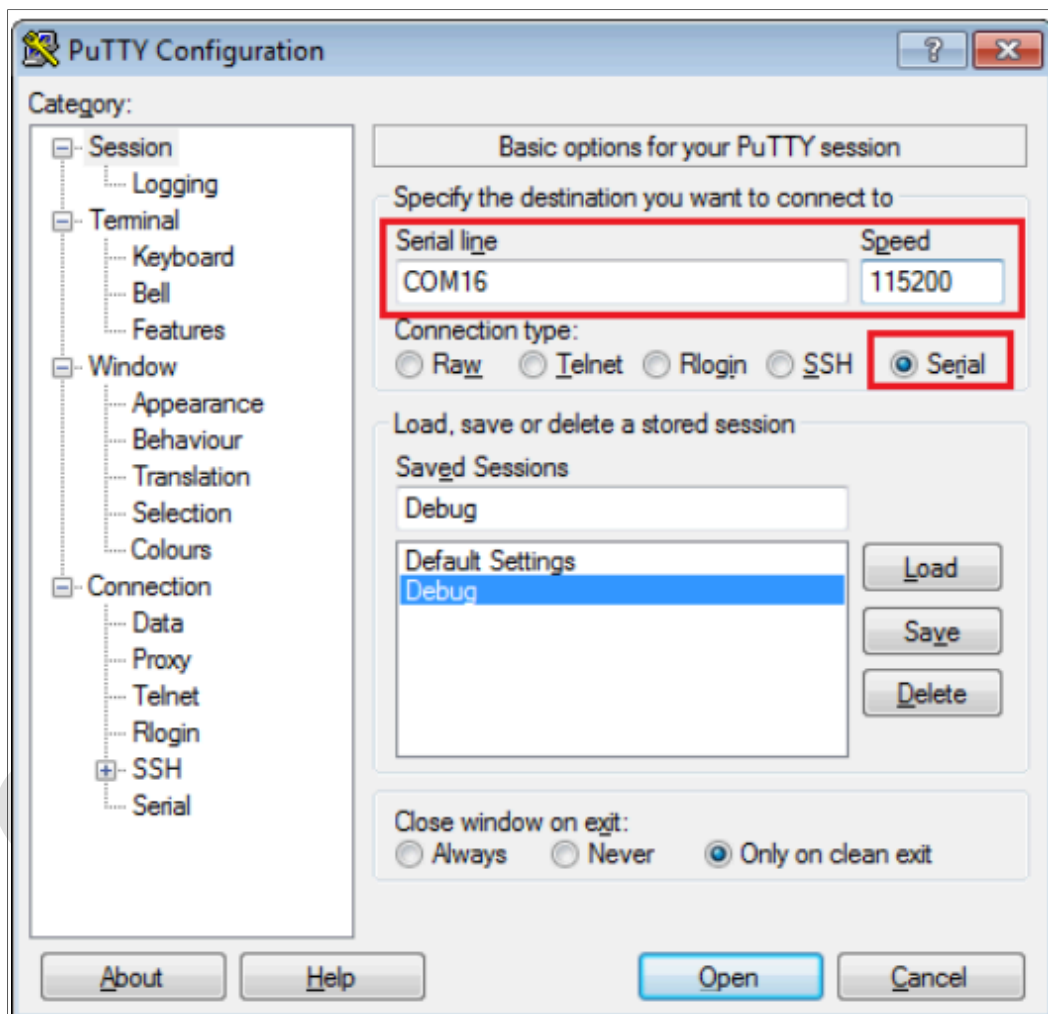 PuTTY Configuration
Category:
Session
Logging
Terminal
Keyboard
Bell
Features
Window
Appearance
Behaviour
Translation
Selection
Colours
Connection
Data
Proxy
Telnet
Rlogin
SSH
Serial
Basic options for your PuTTY session
Specify the destination you want to connect to
Serial line Speed
COM16 115200
Connection type:
Raw Telnet Rlogin SSH Serial
Load, save or delete a stored session
Saved Sessions
Debug
Default Settings
Debug
Load
Save
Delete
Close window on exit:
Always Never Only on clean exit
About Help Open Cancel